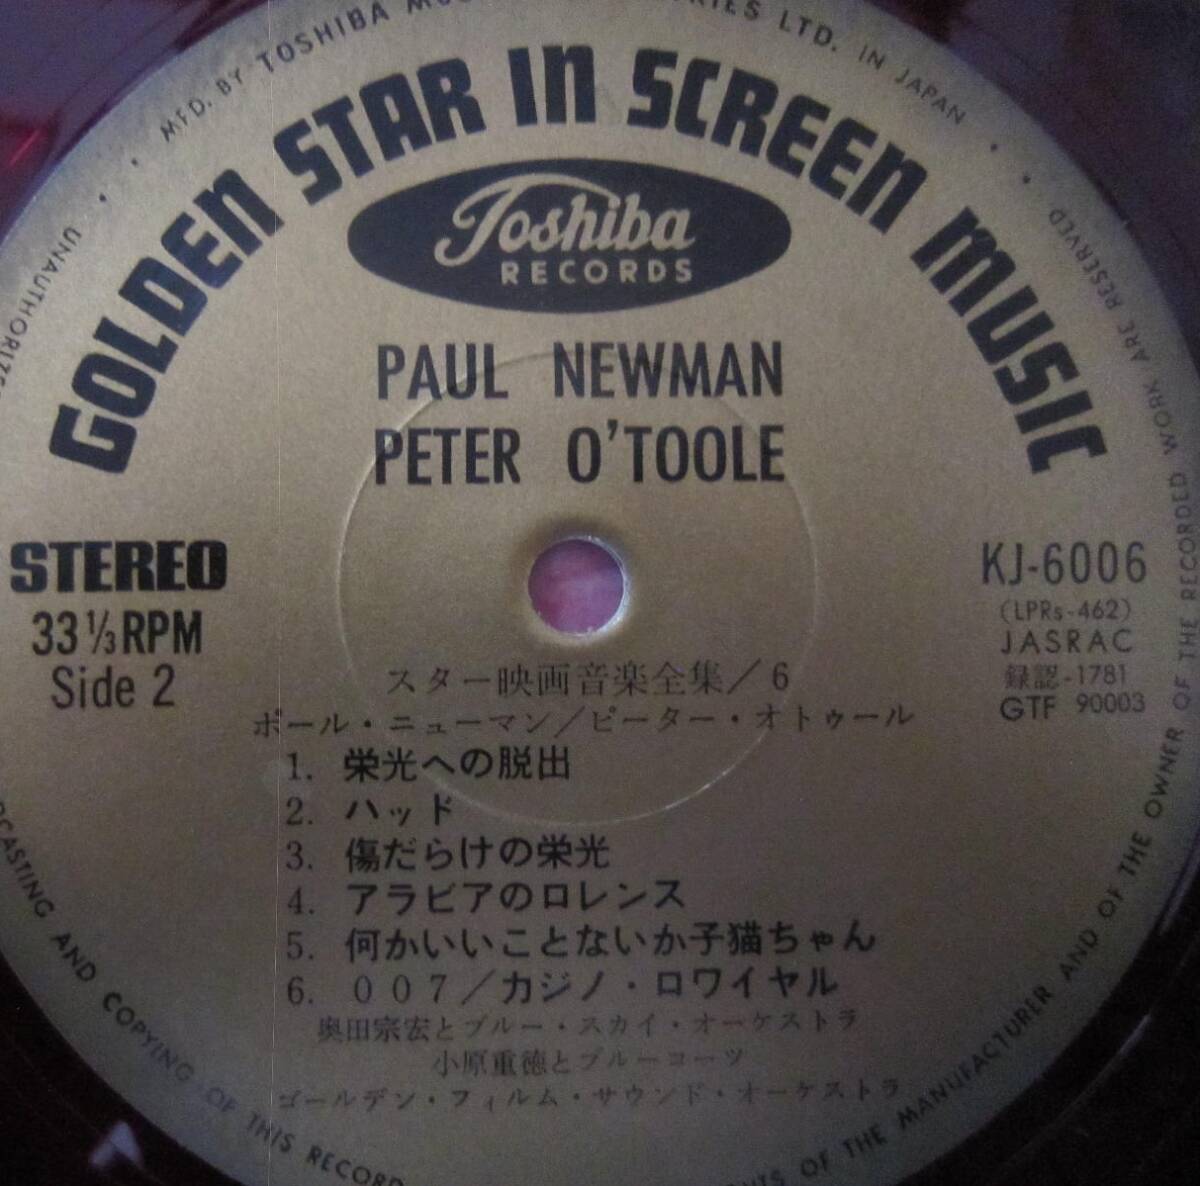 MFD. BY TOSHIBA LTD. IN JAPAN
GOLDEN STAR IN SCREEN MUSIC
Toshiba
RECORDS
PAUL NEWMAN
PETER O'TOOLE
STEREO
33 1/3 RPM
Side 2
KJ-6006
(LPRs-462)
JASRAC
録認-1781
GTF 90003
スター映画音楽全集/6
ポール・ニューマン/ピーター・オトゥール
1. 栄光への脱出
2. ハッド
3. 傷だらけの栄光
4. アラビアのロレンス
5. 何かいいことないか子猫ちゃん
6. 007/カジノ・ロワイヤル
奥田宗宏とブルー・スカイ・オーケストラ
小原重徳とブルーコーツ
ゴールデン・フィルム・サウンド・オーケストラ
AND COPYING OF THIS RECORD
OF THE MANUFACTURER AND OF THE OWNER OF THE RECORDED WORK ARE RESERVED